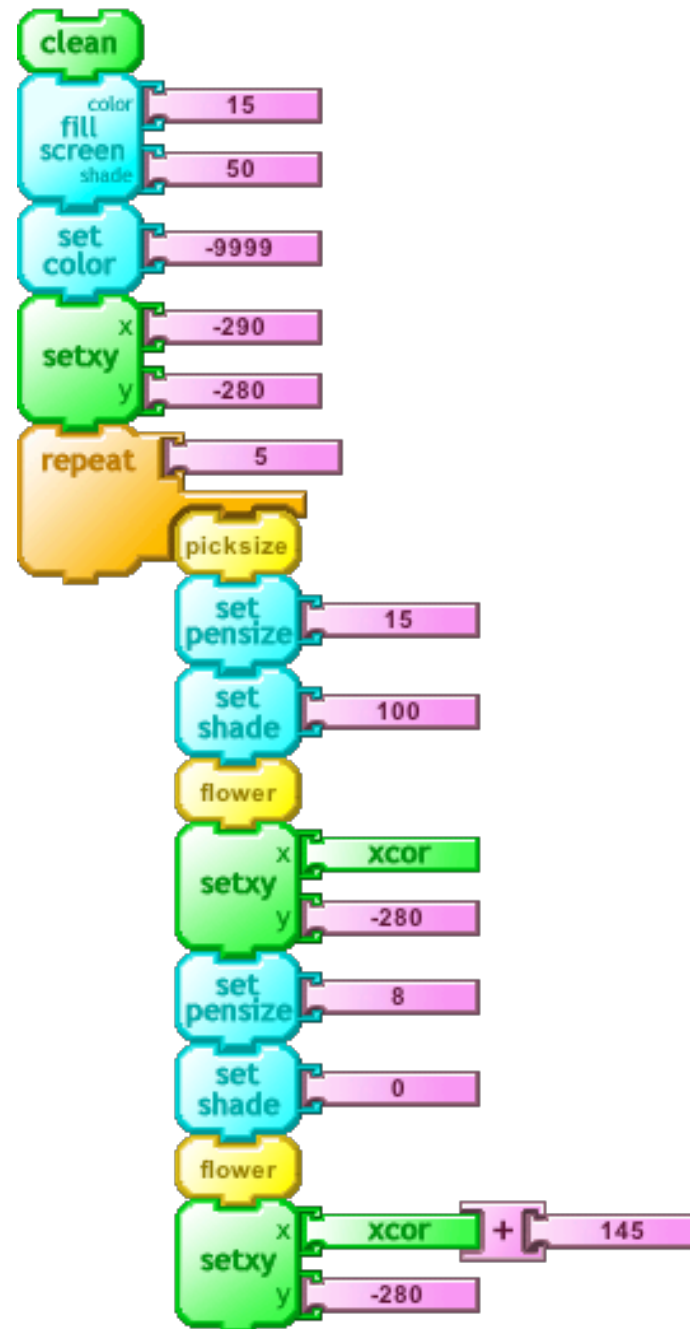 clean
color 15
fill
screen
shade 50
set
color -9999
x -290
setxy
y -280
repeat 5
picksize
set
pensize 15
set
shade 100
flower
x xcor
setxy
y -280
set
pensize 8
set
shade 0
flower
x xcor + 145
setxy
y -280